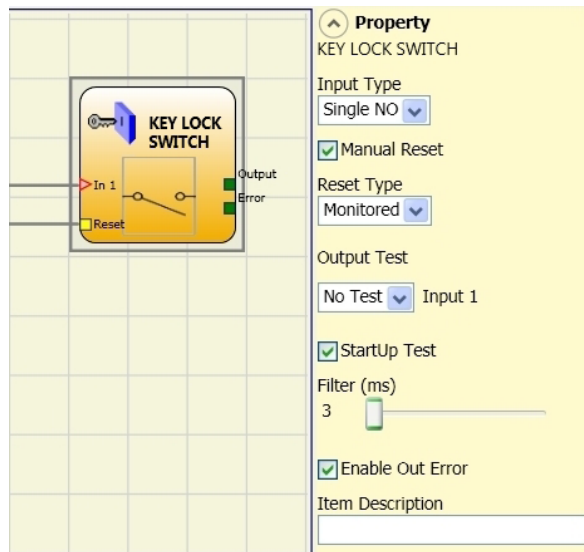 KEY LOCK
SWITCH
In 1
Reset
Output
Error
Property
KEY LOCK SWITCH
Input Type
Single NO
Manual Reset
Reset Type
Monitored
Output Test
No Test Input 1
StartUp Test
Filter (ms)
3
Enable Out Error
Item Description